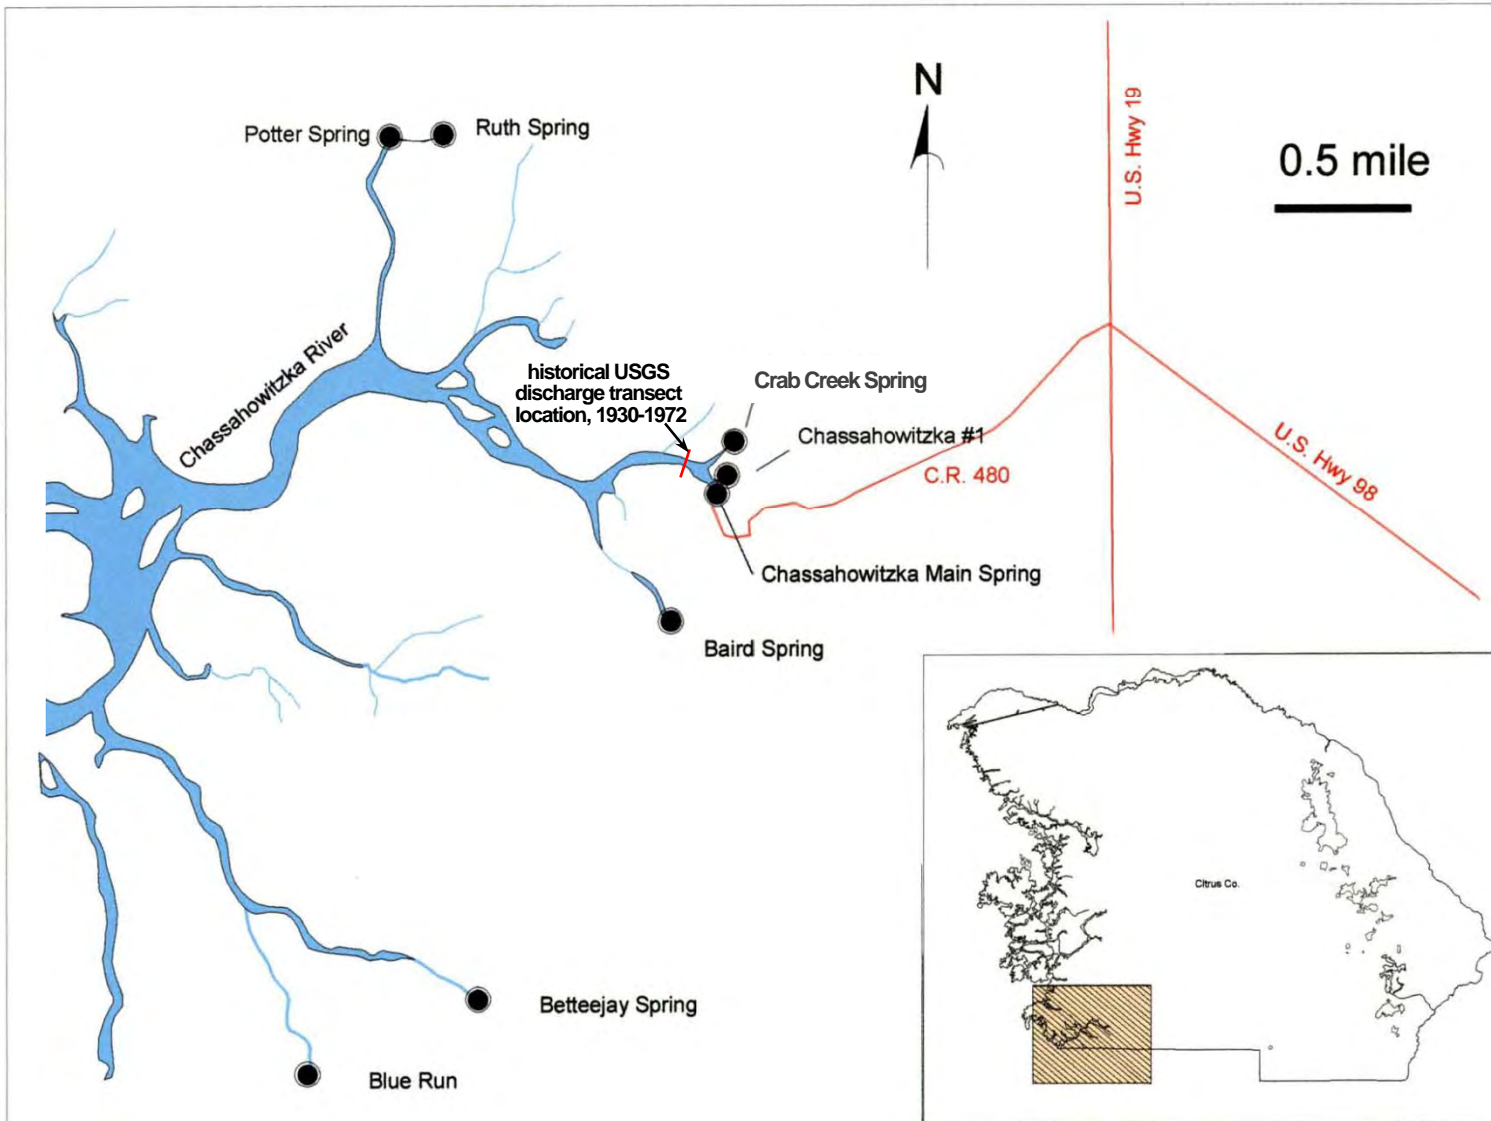 N
U.S. Hwy 19
0.5 mile
Potter Spring
Ruth Spring
Chassahowitzka River
historical USGS
discharge transect
location, 1930-1972
Crab Creek Spring
Chassahowitzka #1
C.R. 480
U.S. Hwy 98
Chassahowitzka Main Spring
Baird Spring
Citrus Co.
Betteejay Spring
Blue Run